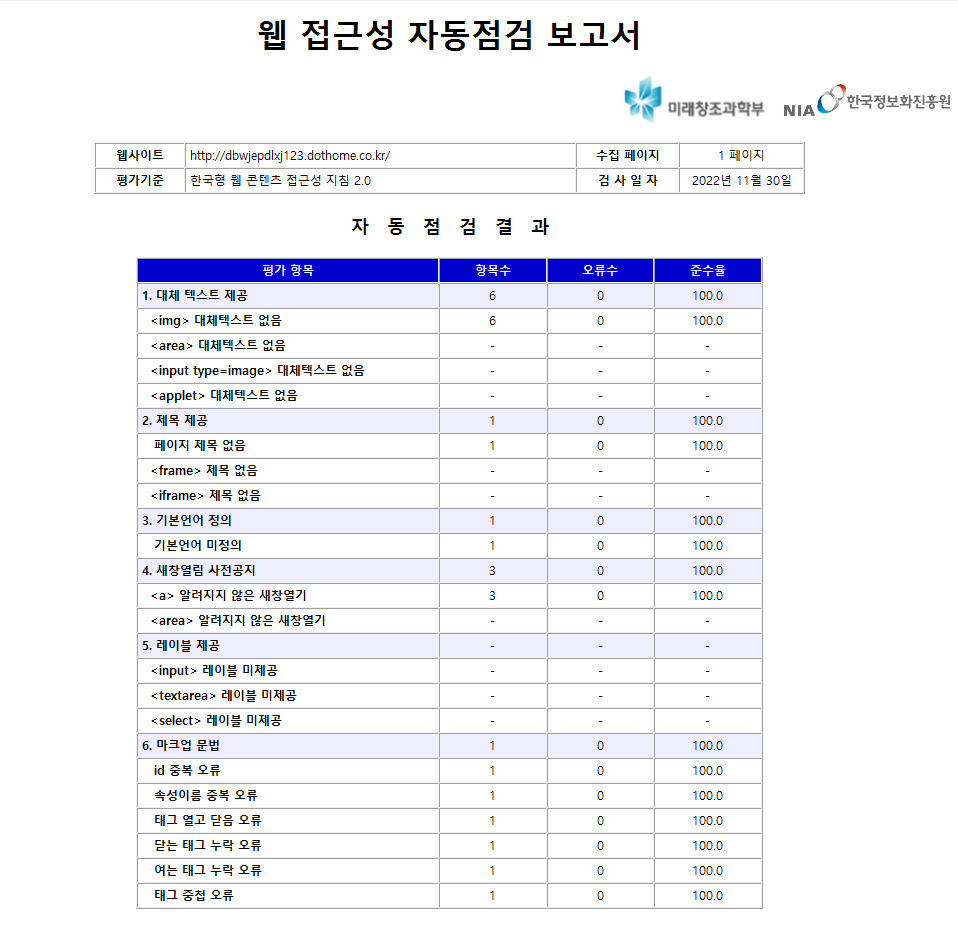 웹 접근성 자동점검 보고서
미래창조과학부 NIA 한국정보화진흥원
웹사이트 http://dbwjepdlxj123.dothome.co.kr/ 수집 페이지 1 페이지
평가기준 한국형 웹 콘텐츠 접근성 지침 2.0 검 사 일 자 2022년 11월 30일
자 동 점 검 결 과
평가 항목 항목수 오류수 준수율
1. 대체 텍스트 제공 6 0 100.0
<img> 대체텍스트 없음 6 0 100.0
<area> 대체텍스트 없음 - - -
<input type=image> 대체텍스트 없음 - - -
<applet> 대체텍스트 없음 - - -
2. 제목 제공 1 0 100.0
페이지 제목 없음 1 0 100.0
<frame> 제목 없음 - - -
<iframe> 제목 없음 - - -
3. 기본언어 정의 1 0 100.0
기본언어 미정의 1 0 100.0
4. 새창열림 사전공지 3 0 100.0
<a> 알려지지 않은 새창열기 3 0 100.0
<area> 알려지지 않은 새창열기 - - -
5. 레이블 제공 - - -
<input> 레이블 미제공 - - -
<textarea> 레이블 미제공 - - -
<select> 레이블 미제공 - - -
6. 마크업 문법 1 0 100.0
id 중복 오류 1 0 100.0
속성이름 중복 오류 1 0 100.0
태그 열고 닫음 오류 1 0 100.0
닫는 태그 누락 오류 1 0 100.0
여는 태그 누락 오류 1 0 100.0
태그 중첩 오류 1 0 100.0